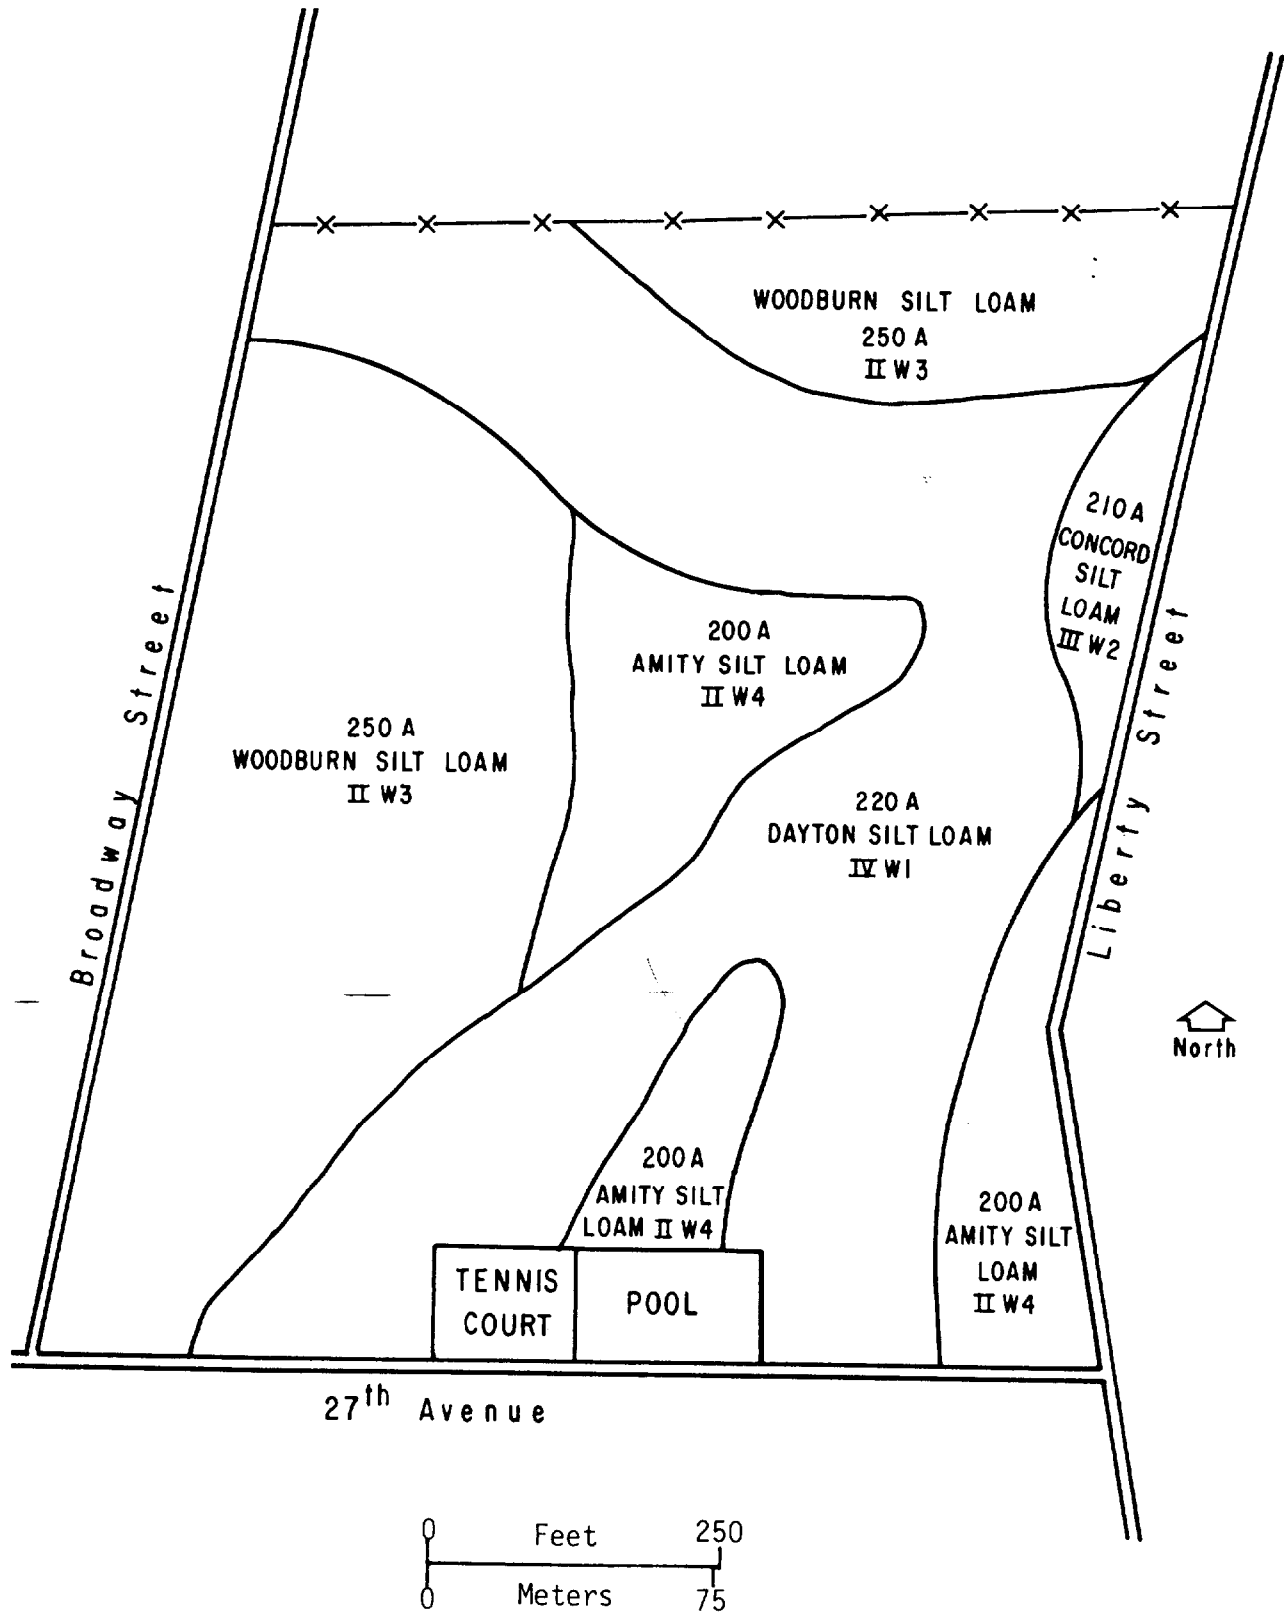 WOODBURN SILT LOAM
250 A
II W3
210 A
CONCORD
SILT
LOAM
III W2
200 A
AMITY SILT LOAM
II W4
250 A
WOODBURN SILT LOAM
II W3
220 A
DAYTON SILT LOAM
IV W1
Broadway Street
Liberty Street
North
200 A
AMITY SILT
LOAM II W4
200 A
AMITY SILT
LOAM
II W4
TENNIS
COURT
POOL
27th Avenue
0 Feet 250
0 Meters 75